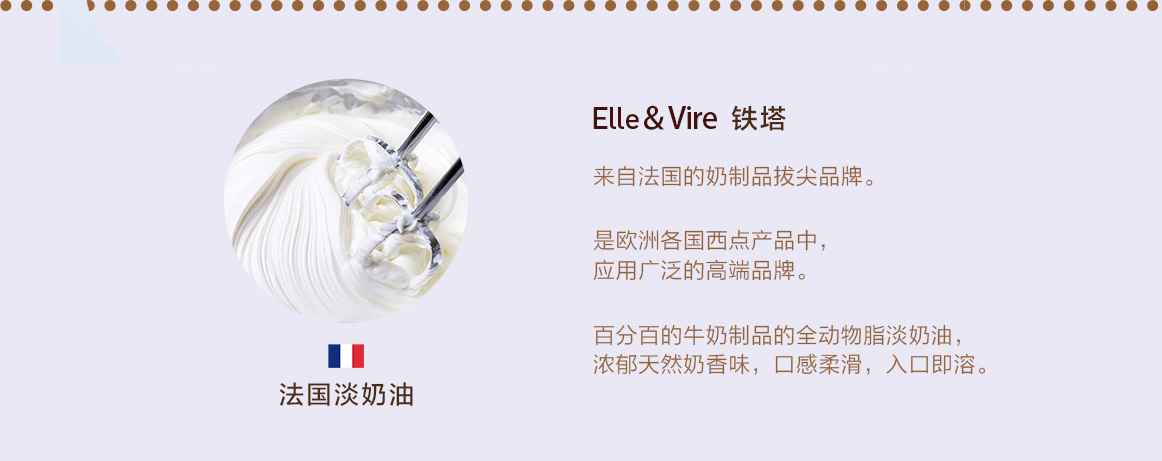 Elle&Vire 铁塔
来自法国的奶制品拔尖品牌。
是欧洲各国西点产品中，
应用广泛的高端品牌。
百分百的牛奶制品的全动物脂淡奶油，
浓郁天然奶香味，口感柔滑，入口即溶。
法国淡奶油